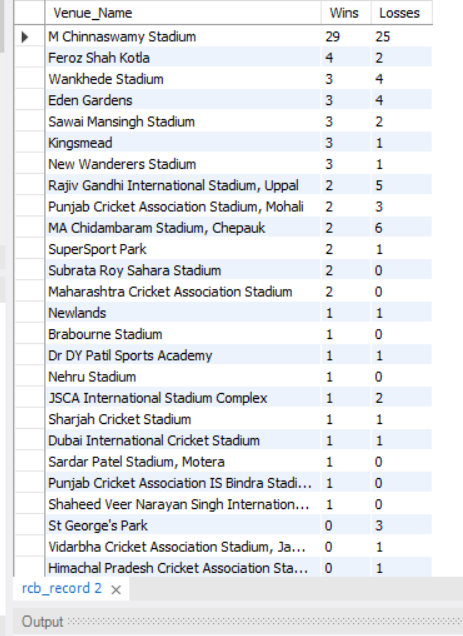 Venue_Name Wins Losses
M Chinnaswamy Stadium 29 25
Feroz Shah Kotla 4 2
Wankhede Stadium 3 4
Eden Gardens 3 4
Sawai Mansingh Stadium 3 2
Kingsmead 3 1
New Wanderers Stadium 3 1
Rajiv Gandhi International Stadium, Uppal 2 5
Punjab Cricket Association Stadium, Mohali 2 3
MA Chidambaram Stadium, Chepauk 2 6
SuperSport Park 2 1
Subrata Roy Sahara Stadium 2 0
Maharashtra Cricket Association Stadium 2 0
Newlands 1 1
Brabourne Stadium 1 0
Dr DY Patil Sports Academy 1 1
Nehru Stadium 1 0
JSCA International Stadium Complex 1 2
Sharjah Cricket Stadium 1 1
Dubai International Cricket Stadium 1 1
Sardar Patel Stadium, Motera 1 0
Punjab Cricket Association IS Bindra Stadi... 1 0
Shaheed Veer Narayan Singh Internation... 1 0
St George's Park 0 3
Vidarbha Cricket Association Stadium, Ja... 0 1
Himachal Pradesh Cricket Association Sta... 0 1
rcb_record 2 ×
Output